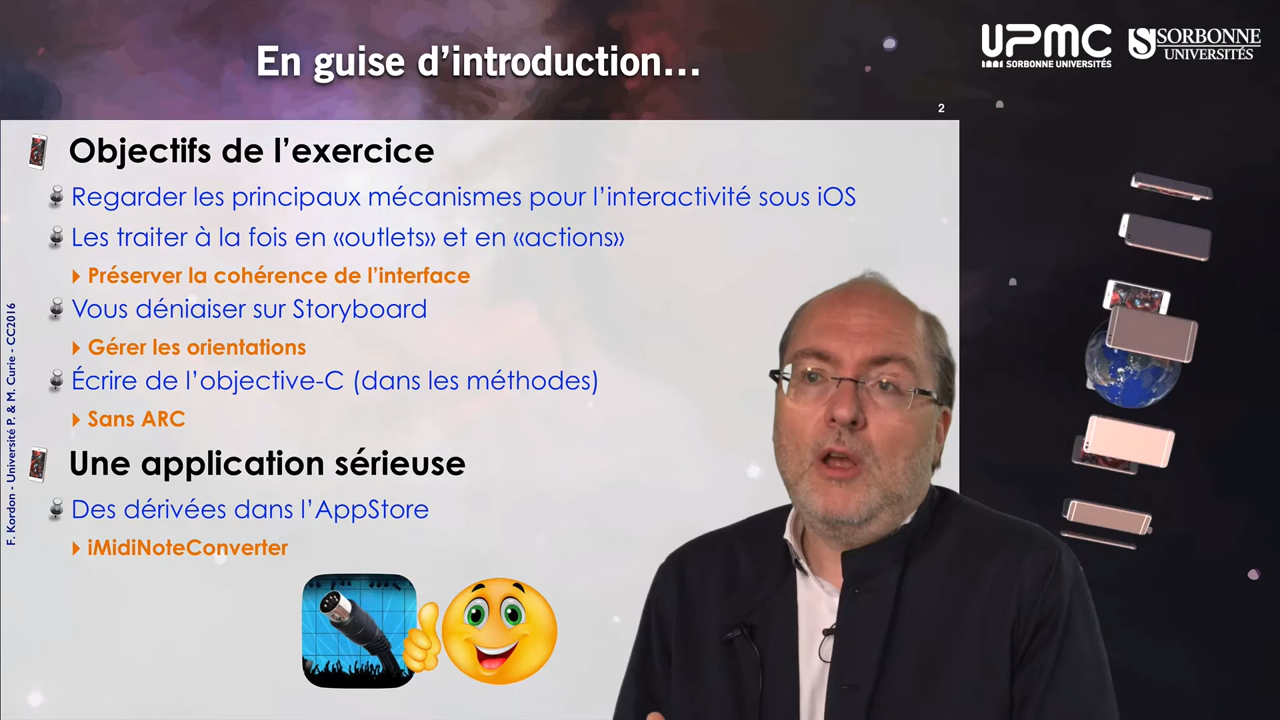 En guise d’introduction…
UPMC
SORBONNE UNIVERSITÉS
SORBONNE
UNIVERSITÉS
2
Objectifs de l’exercice
Regarder les principaux mécanismes pour l’interactivité sous iOS
Les traiter à la fois en «outlets» et en «actions»
Préserver la cohérence de l’interface
Vous déniaiser sur Storyboard
Gérer les orientations
Écrire de l’objective-C (dans les méthodes)
Sans ARC
Une application sérieuse
Des dérivées dans l’AppStore
iMidiNoteConverter
F. Kordon - Université P. & M. Curie - CC2016